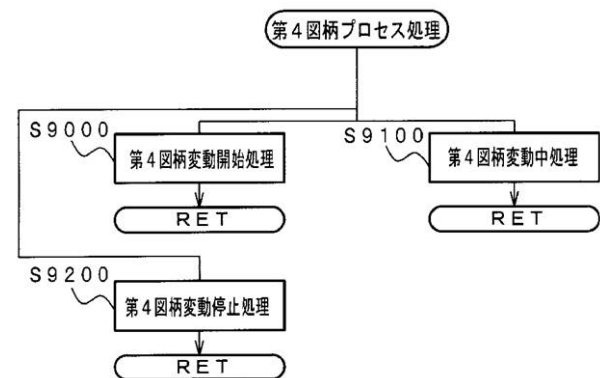 第４図柄プロセス処理
Ｓ９０００
第４図柄変動開始処理
ＲＥＴ
Ｓ９１００
第４図柄変動中処理
ＲＥＴ
Ｓ９２００
第４図柄変動停止処理
ＲＥＴ